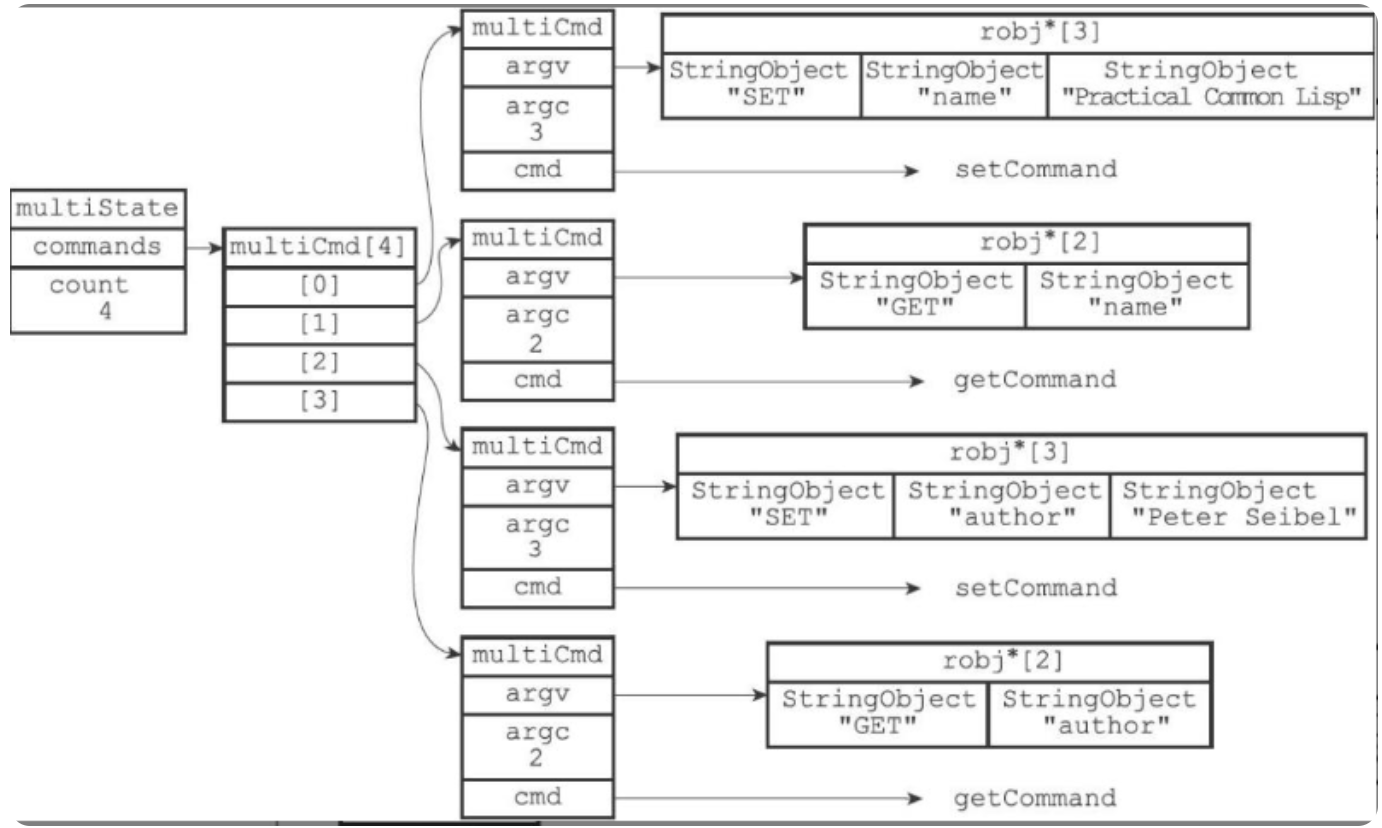 multiState
commands
count
4
multiCmd[4]
[0]
[1]
[2]
[3]
multiCmd
argv
argc
3
cmd
robj*[3]
StringObject StringObject StringObject
"SET" "name" "Practical Common Lisp"
setCommand
multiCmd
argv
argc
2
cmd
robj*[2]
StringObject StringObject
"GET" "name"
getCommand
multiCmd
argv
argc
3
cmd
robj*[3]
StringObject StringObject StringObject
"SET" "author" "Peter Seibel"
setCommand
multiCmd
argv
argc
2
cmd
robj*[2]
StringObject StringObject
"GET" "author"
getCommand